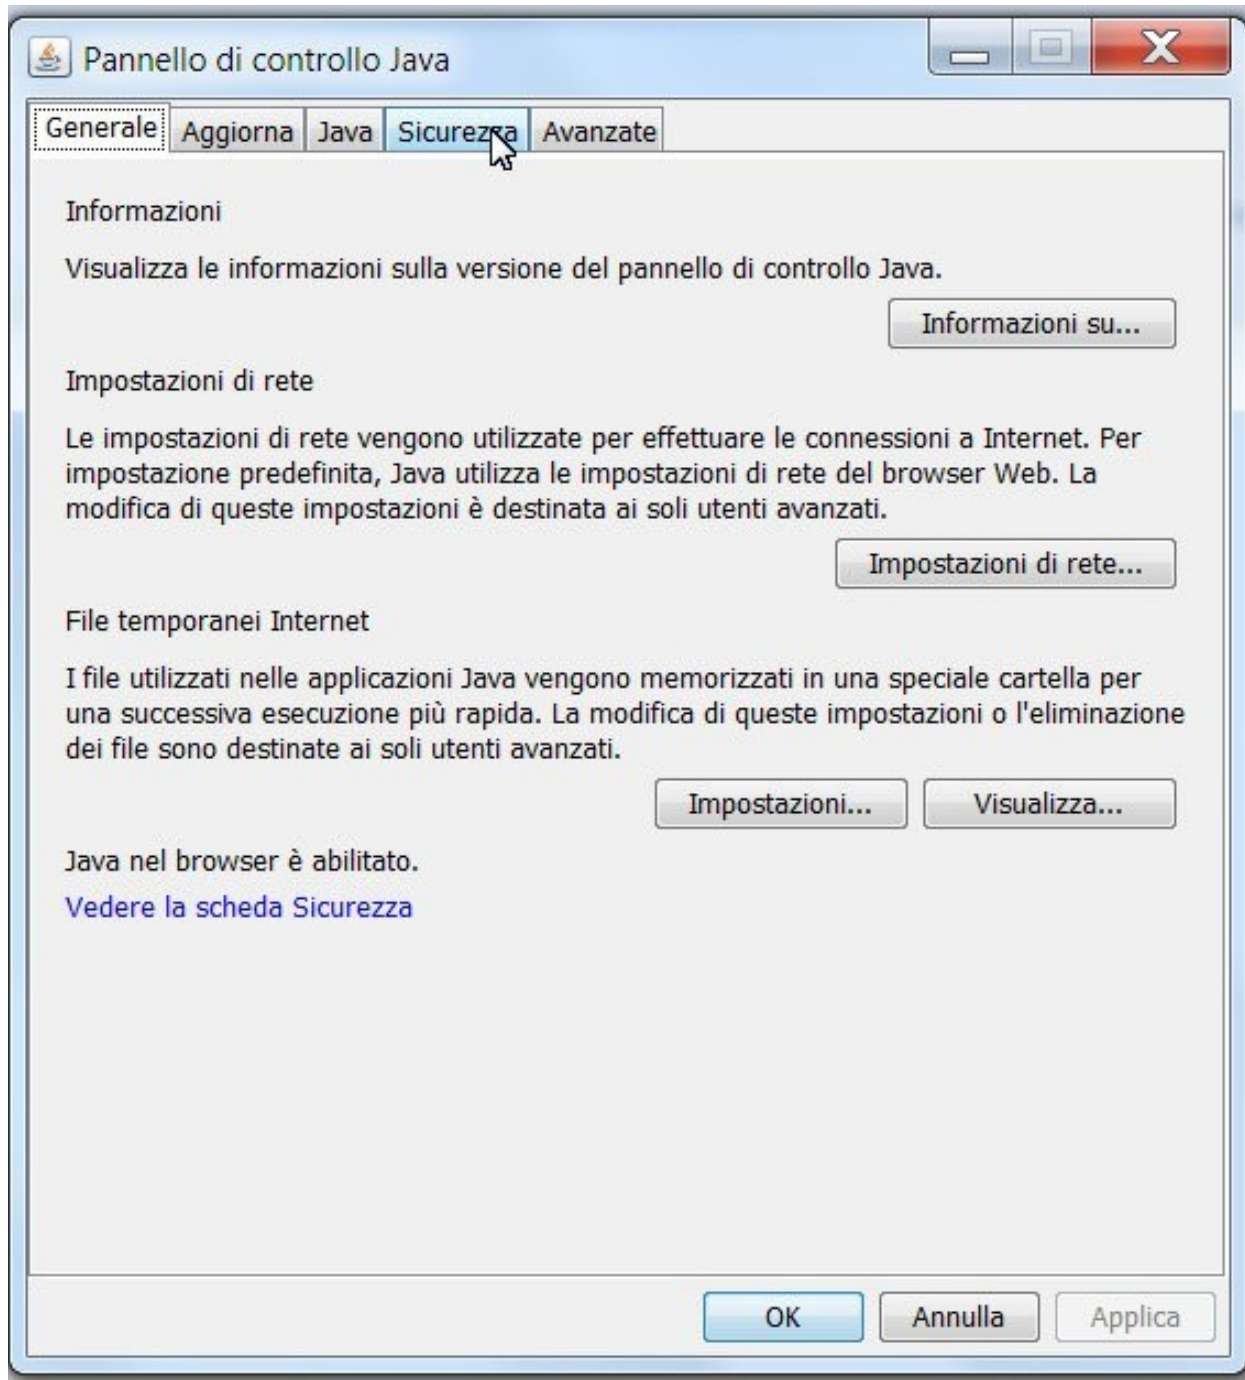 Pannello di controllo Java
Generale Aggiorna Java Sicurezza Avanzate
Informazioni
Visualizza le informazioni sulla versione del pannello di controllo Java.
Informazioni su...
Impostazioni di rete
Le impostazioni di rete vengono utilizzate per effettuare le connessioni a Internet. Per
impostazione predefinita, Java utilizza le impostazioni di rete del browser Web. La
modifica di queste impostazioni è destinata ai soli utenti avanzati.
Impostazioni di rete...
File temporanei Internet
I file utilizzati nelle applicazioni Java vengono memorizzati in una speciale cartella per
una successiva esecuzione più rapida. La modifica di queste impostazioni o l'eliminazione
dei file sono destinate ai soli utenti avanzati.
Impostazioni... Visualizza...
Java nel browser è abilitato.
Vedere la scheda Sicurezza
OK Annulla Applica